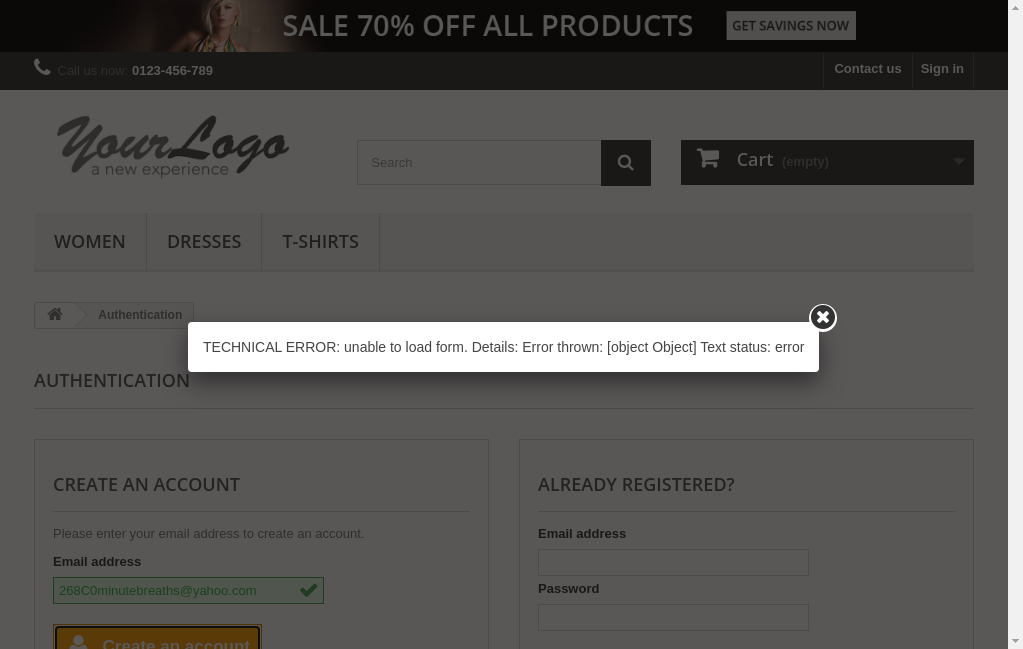 SALE 70% OFF ALL PRODUCTS GET SAVINGS NOW
Call us now: 0123-456-789 Contact us Sign in
YourLogo
a new experience
Search
Cart (empty)
WOMEN DRESSES T-SHIRTS
Authentication
TECHNICAL ERROR: unable to load form. Details: Error thrown: [object Object] Text status: error
AUTHENTICATION
CREATE AN ACCOUNT
Please enter your email address to create an account.
Email address
268C0minutebreaths@yahoo.com
Create an account
ALREADY REGISTERED?
Email address
Password